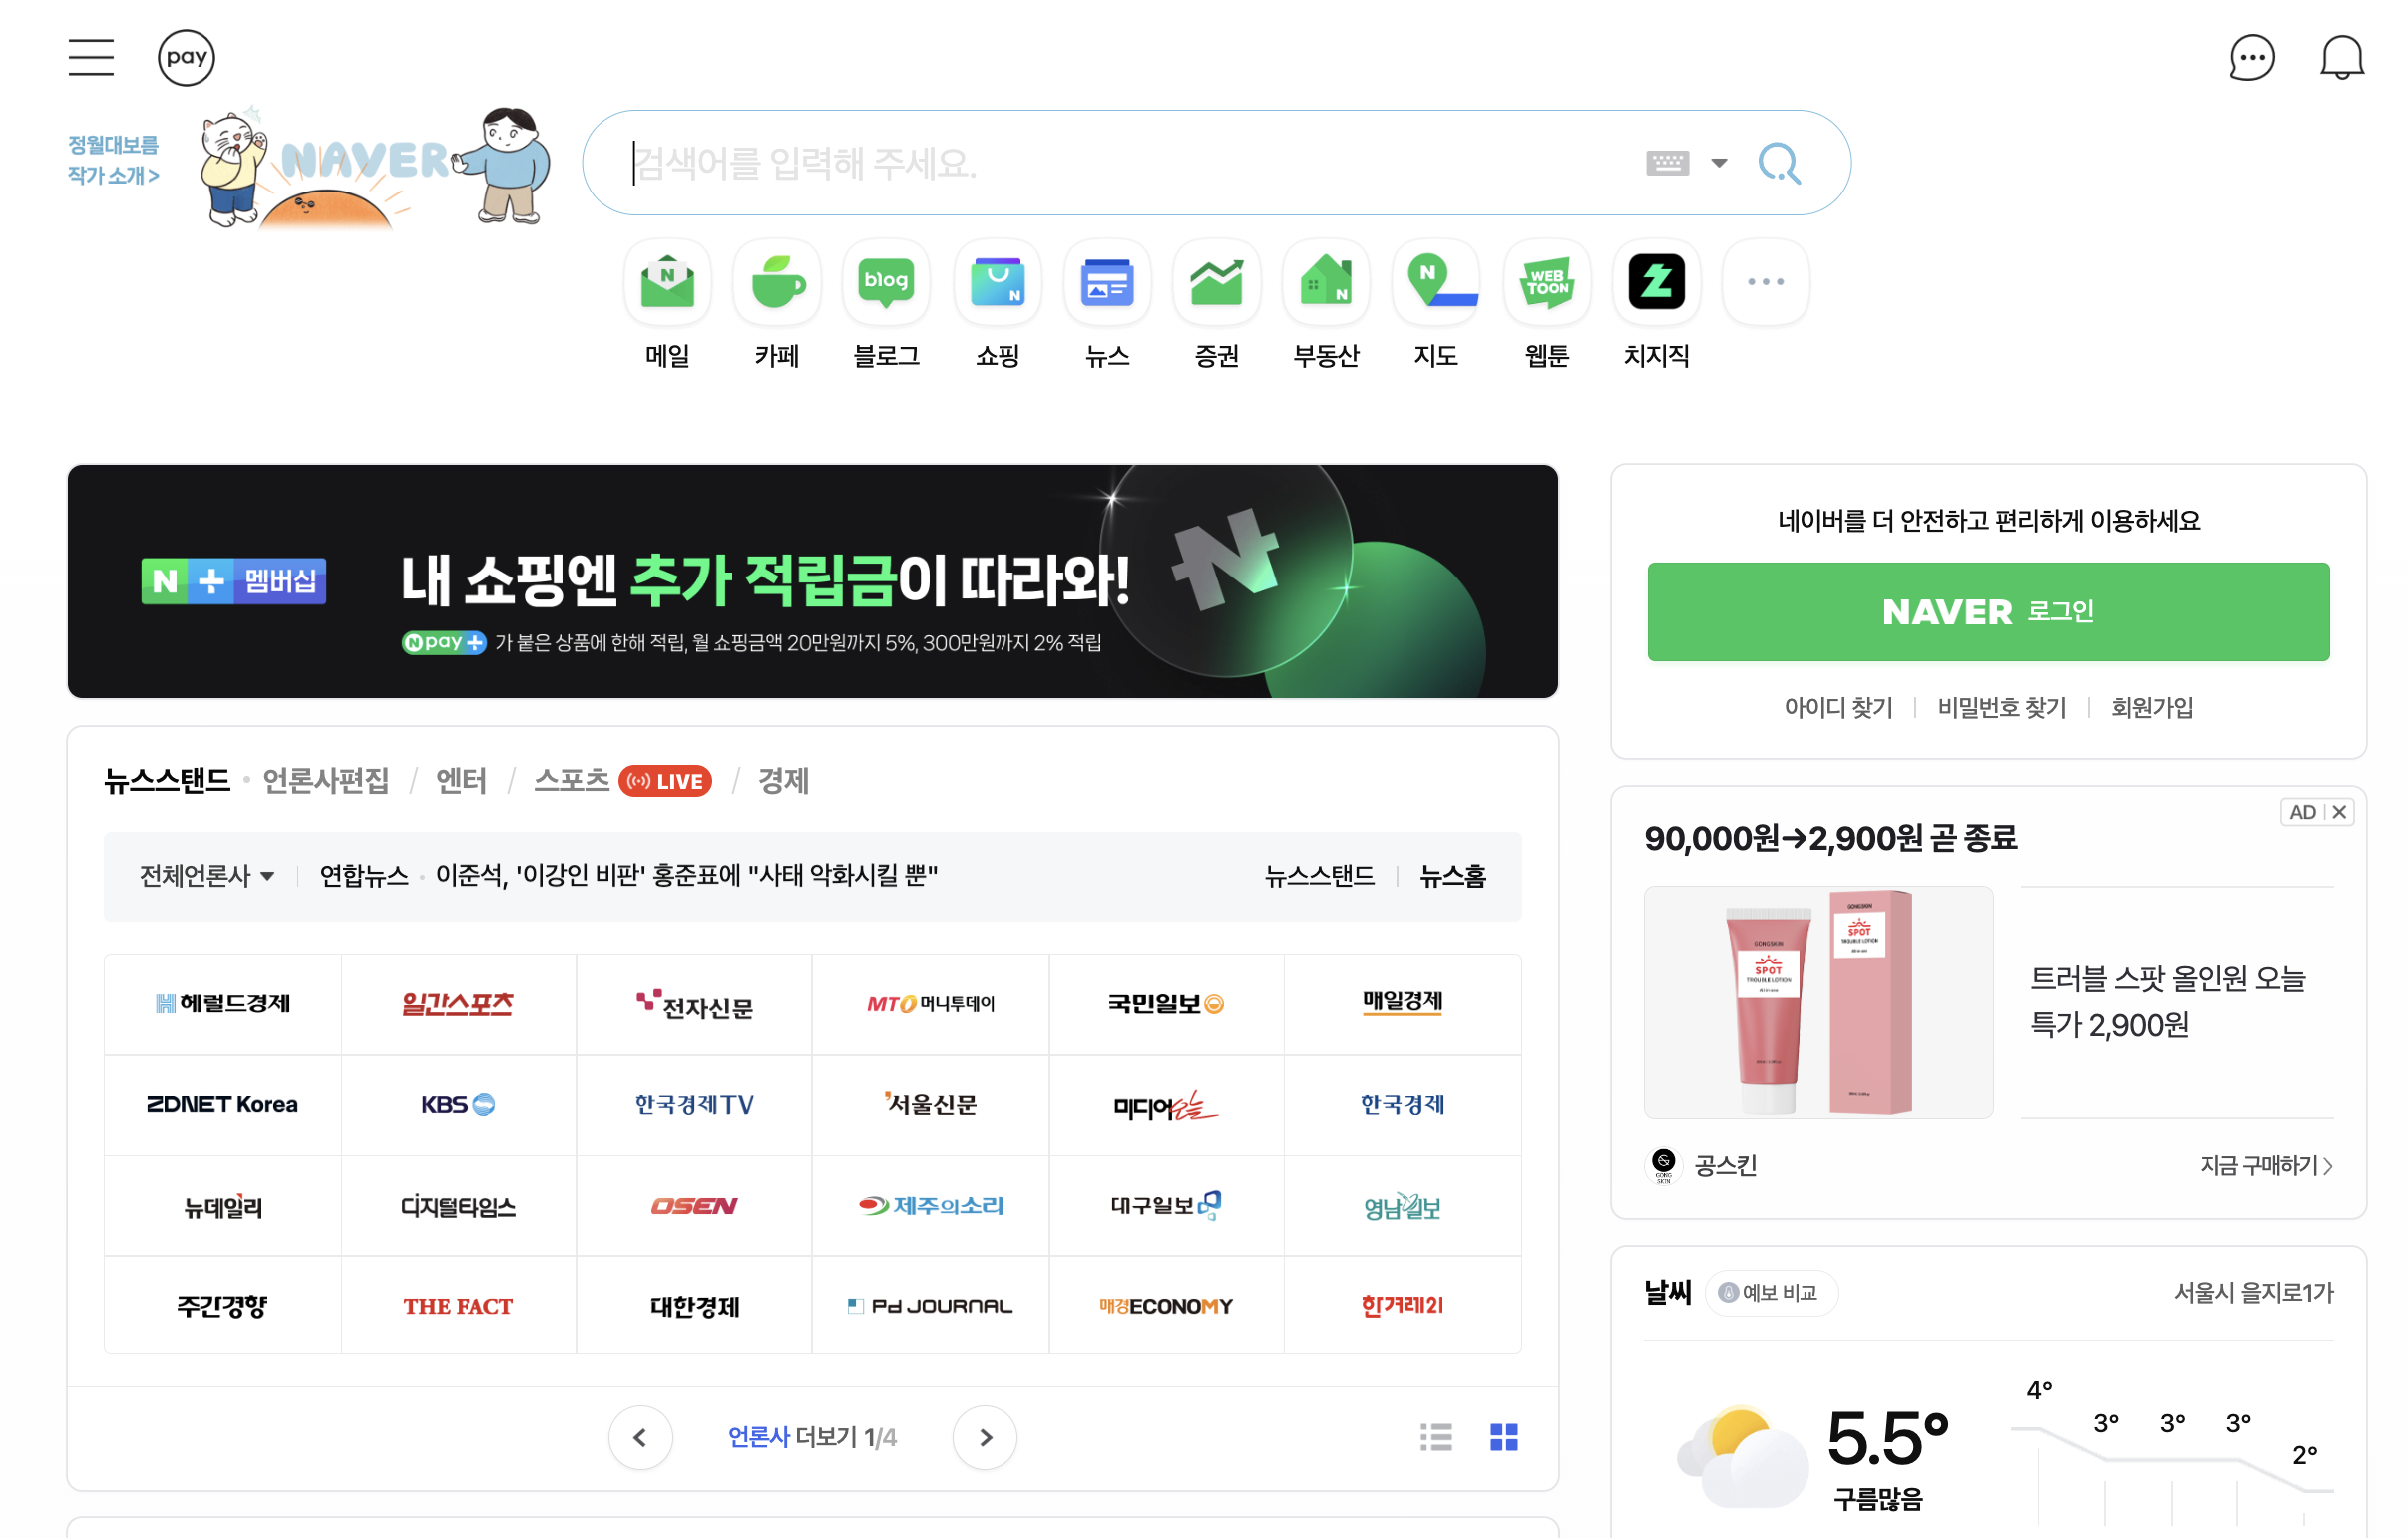 pay
정월대보름
작가 소개 >
NAVER
검색어를 입력해 주세요.
N
blog
N
N
N
WEB
TOON
메일
카페
블로그
쇼핑
뉴스
증권
부동산
지도
웹툰
치지직
N + 멤버십
내 쇼핑엔 추가 적립금이 따라와!
N pay + 가 붙은 상품에 한해 적립, 월 쇼핑금액 20만원까지 5%, 300만원까지 2% 적립
네이버를 더 안전하고 편리하게 이용하세요
NAVER 로그인
아이디 찾기
비밀번호 찾기
회원가입
뉴스스탠드 · 언론사편집 / 엔터 / 스포츠 LIVE / 경제
전체언론사
연합뉴스 · 이준석, '이강인 비판' 홍준표에 "사태 악화시킬 뿐"
뉴스스탠드
뉴스홈
헤럴드경제
일간스포츠
전자신문
MTO 머니투데이
국민일보
매일경제
ZDNET Korea
KBS
한국경제TV
서울신문
미디어오늘
한국경제
뉴데일리
디지털타임스
OSEN
제주의소리
대구일보
영남일보
주간경향
THE FACT
대한경제
Pd JOURNAL
매경ECONOMY
한겨레21
언론사 더보기 1/4
AD
90,000원→2,900원 곧 종료
GONGSKIN
SPOT
TROUBLE LOTION
GONGSKIN
SPOT
TROUBLE LOTION
트러블 스팟 올인원 오늘
특가 2,900원
GONG
SKIN
공스킨
지금 구매하기 >
날씨
예보 비교
서울시 을지로1가
5.5°
구름많음
4°
3°
3°
3°
2°